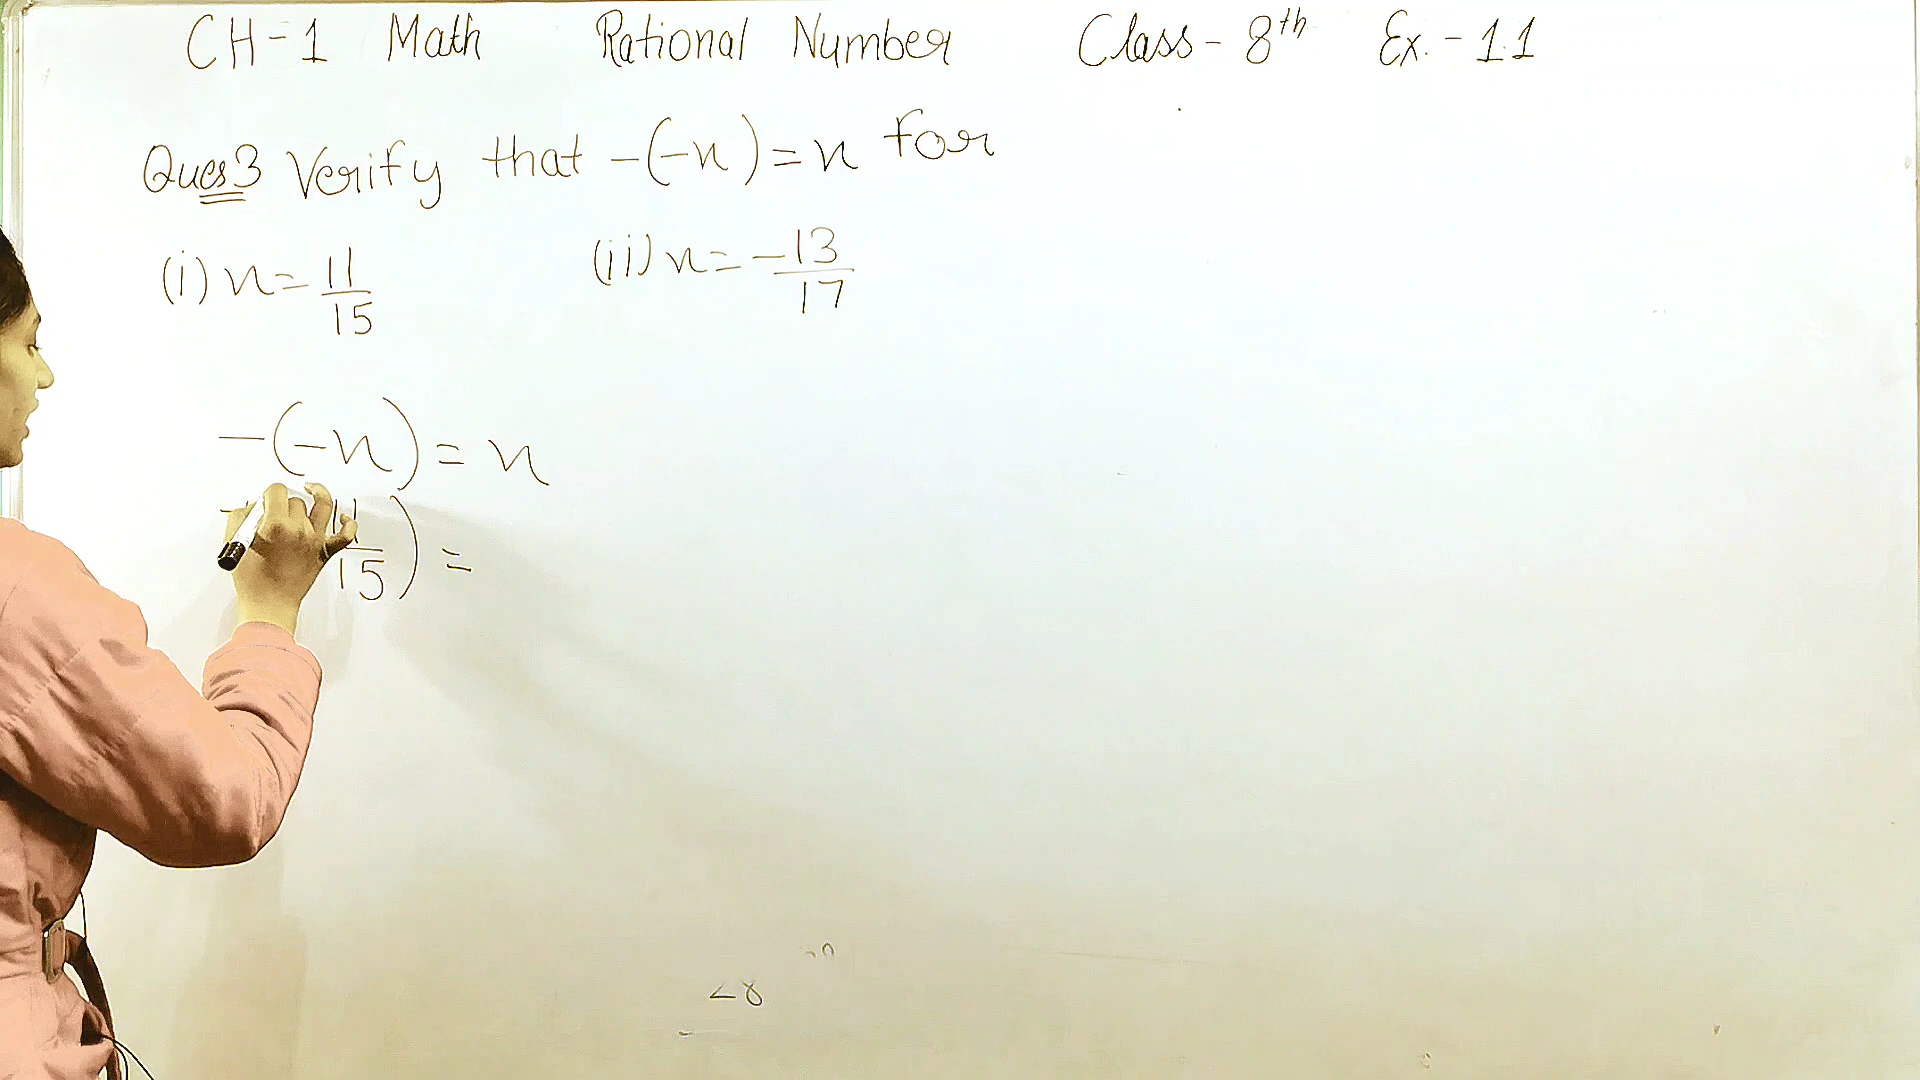 CH-1 Math Rational Number Class-8th Ex.-1.1
Ques3 Verify that -(-x)=x for
(i) x=11/15 (ii) x=-13/17
-(-x)=x
11/15)=